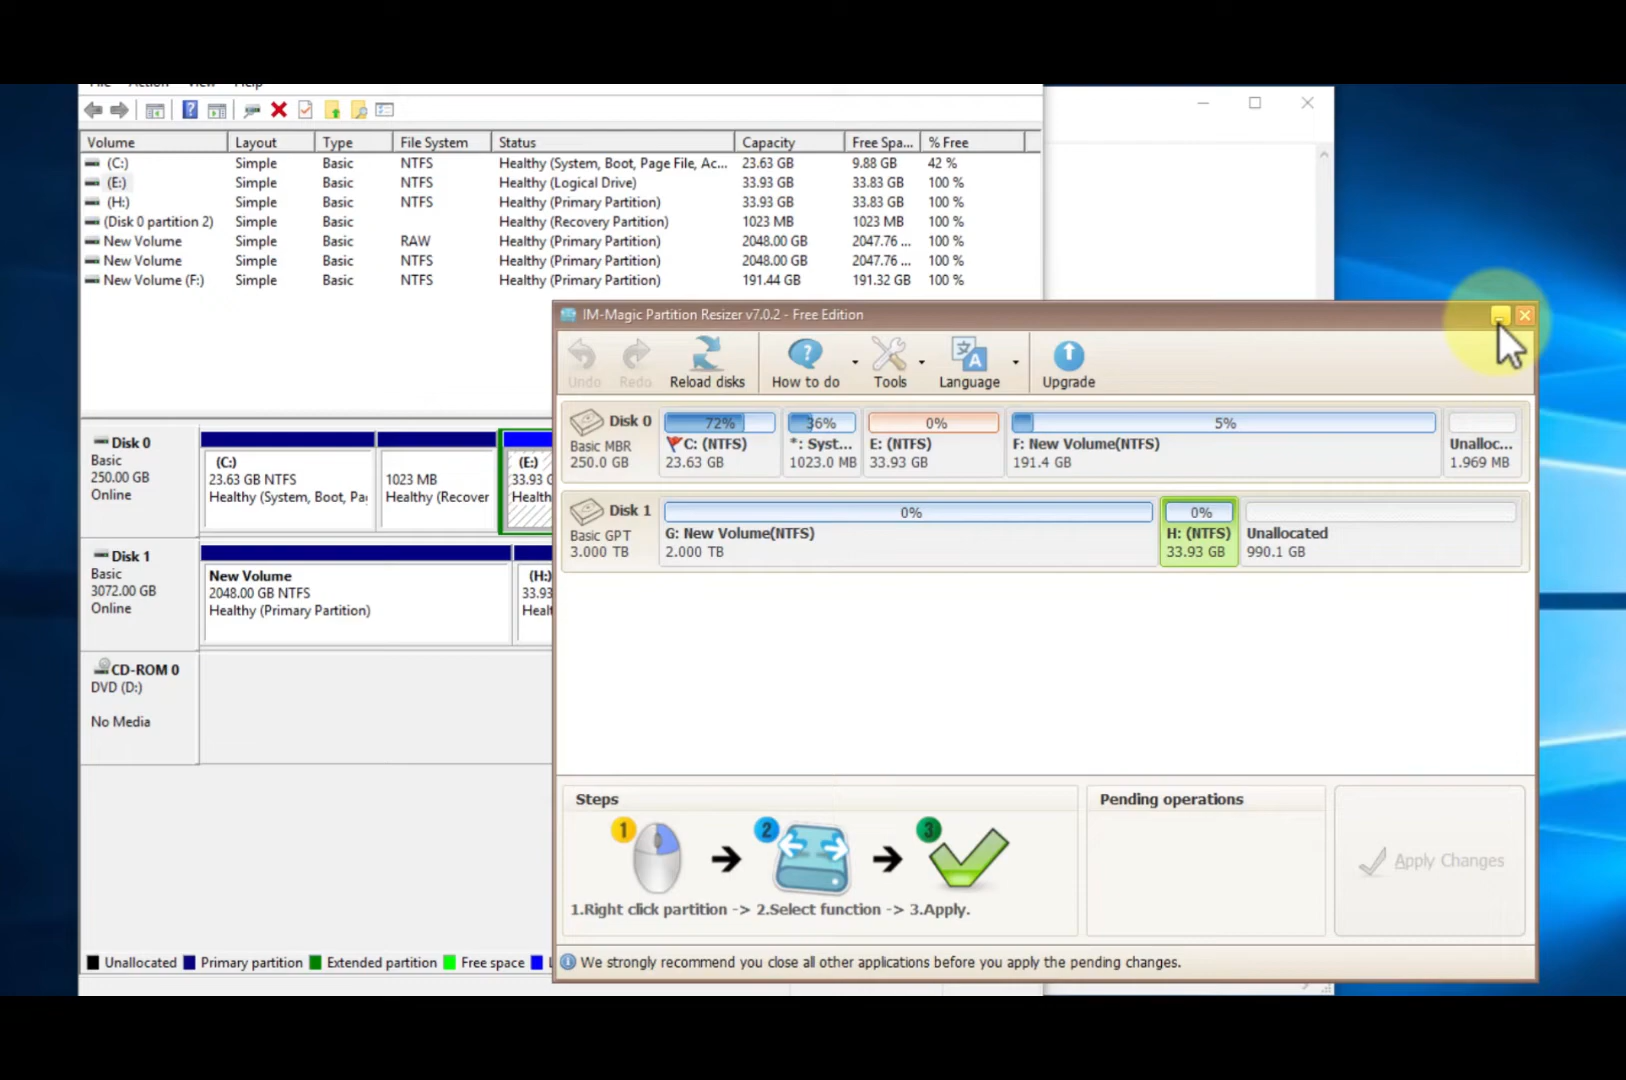 Volume Layout Type File System Status Capacity Free Spa... % Free
(C:) Simple Basic NTFS Healthy (System, Boot, Page File, Ac... 23.63 GB 9.88 GB 42 %
(E:) Simple Basic NTFS Healthy (Logical Drive) 33.93 GB 33.83 GB 100 %
(H:) Simple Basic NTFS Healthy (Primary Partition) 33.93 GB 33.83 GB 100 %
(Disk 0 partition 2) Simple Basic Healthy (Recovery Partition) 1023 MB 1023 MB 100 %
New Volume Simple Basic RAW Healthy (Primary Partition) 2048.00 GB 2047.76 ... 100 %
New Volume Simple Basic NTFS Healthy (Primary Partition) 2048.00 GB 2047.76 ... 100 %
New Volume (F:) Simple Basic NTFS Healthy (Primary Partition) 191.44 GB 191.32 GB 100 %
Disk 0
Basic
250.00 GB
Online
(C:)
23.63 GB NTFS
Healthy (System, Boot, Pa
1023 MB
Healthy (Recover
(E:)
33.93
Health
Disk 1
Basic
3072.00 GB
Online
New Volume
2048.00 GB NTFS
Healthy (Primary Partition)
(H:)
33.93
Healt
CD-ROM 0
DVD (D:)
No Media
Unallocated Primary partition Extended partition Free space
IM-Magic Partition Resizer v7.0.2 - Free Edition
Undo Redo Reload disks How to do Tools Language Upgrade
Disk 0
Basic MBR
250.0 GB
72%
C: (NTFS)
23.63 GB
36%
*: Syst...
1023.0 MB
0%
E: (NTFS)
33.93 GB
5%
F: New Volume(NTFS)
191.4 GB
Unalloc...
1.969 MB
Disk 1
Basic GPT
3.000 TB
0%
G: New Volume(NTFS)
2.000 TB
0%
H: (NTFS)
33.93 GB
Unallocated
990.1 GB
Steps
1 2 3
1.Right click partition -> 2.Select function -> 3.Apply.
Pending operations
Apply Changes
We strongly recommend you close all other applications before you apply the pending changes.